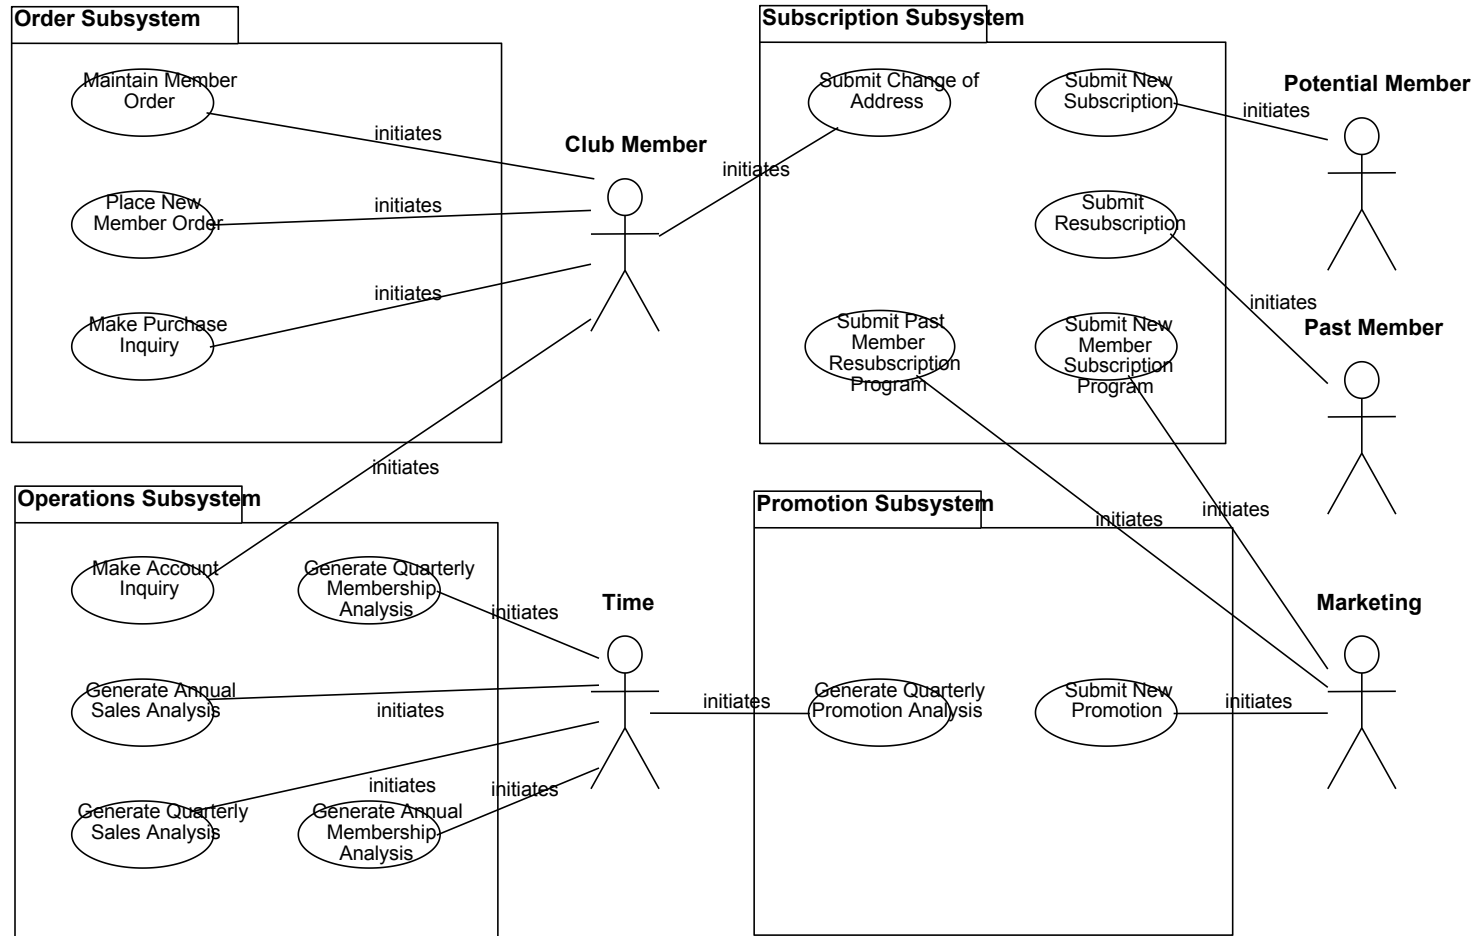 Order Subsystem
Maintain Member
Order
initiates
Place New
Member Order
initiates
Make Purchase
Inquiry
initiates
Club Member
initiates
initiates
Subscription Subsystem
Submit Change of
Address
Submit New
Subscription
initiates
Potential Member
Submit
Resubscription
initiates
Past Member
Submit Past
Member
Resubscription
Program
Submit New
Member
Subscription
Program
initiates
initiates
Operations Subsystem
Make Account
Inquiry
Generate Quarterly
Membership
Analysis
initiates
Generate Annual
Sales Analysis
initiates
Generate Quarterly
Sales Analysis
initiates
Generate Annual
Membership
Analysis
initiates
Time
initiates
Promotion Subsystem
Generate Quarterly
Promotion Analysis
Submit New
Promotion
initiates
Marketing